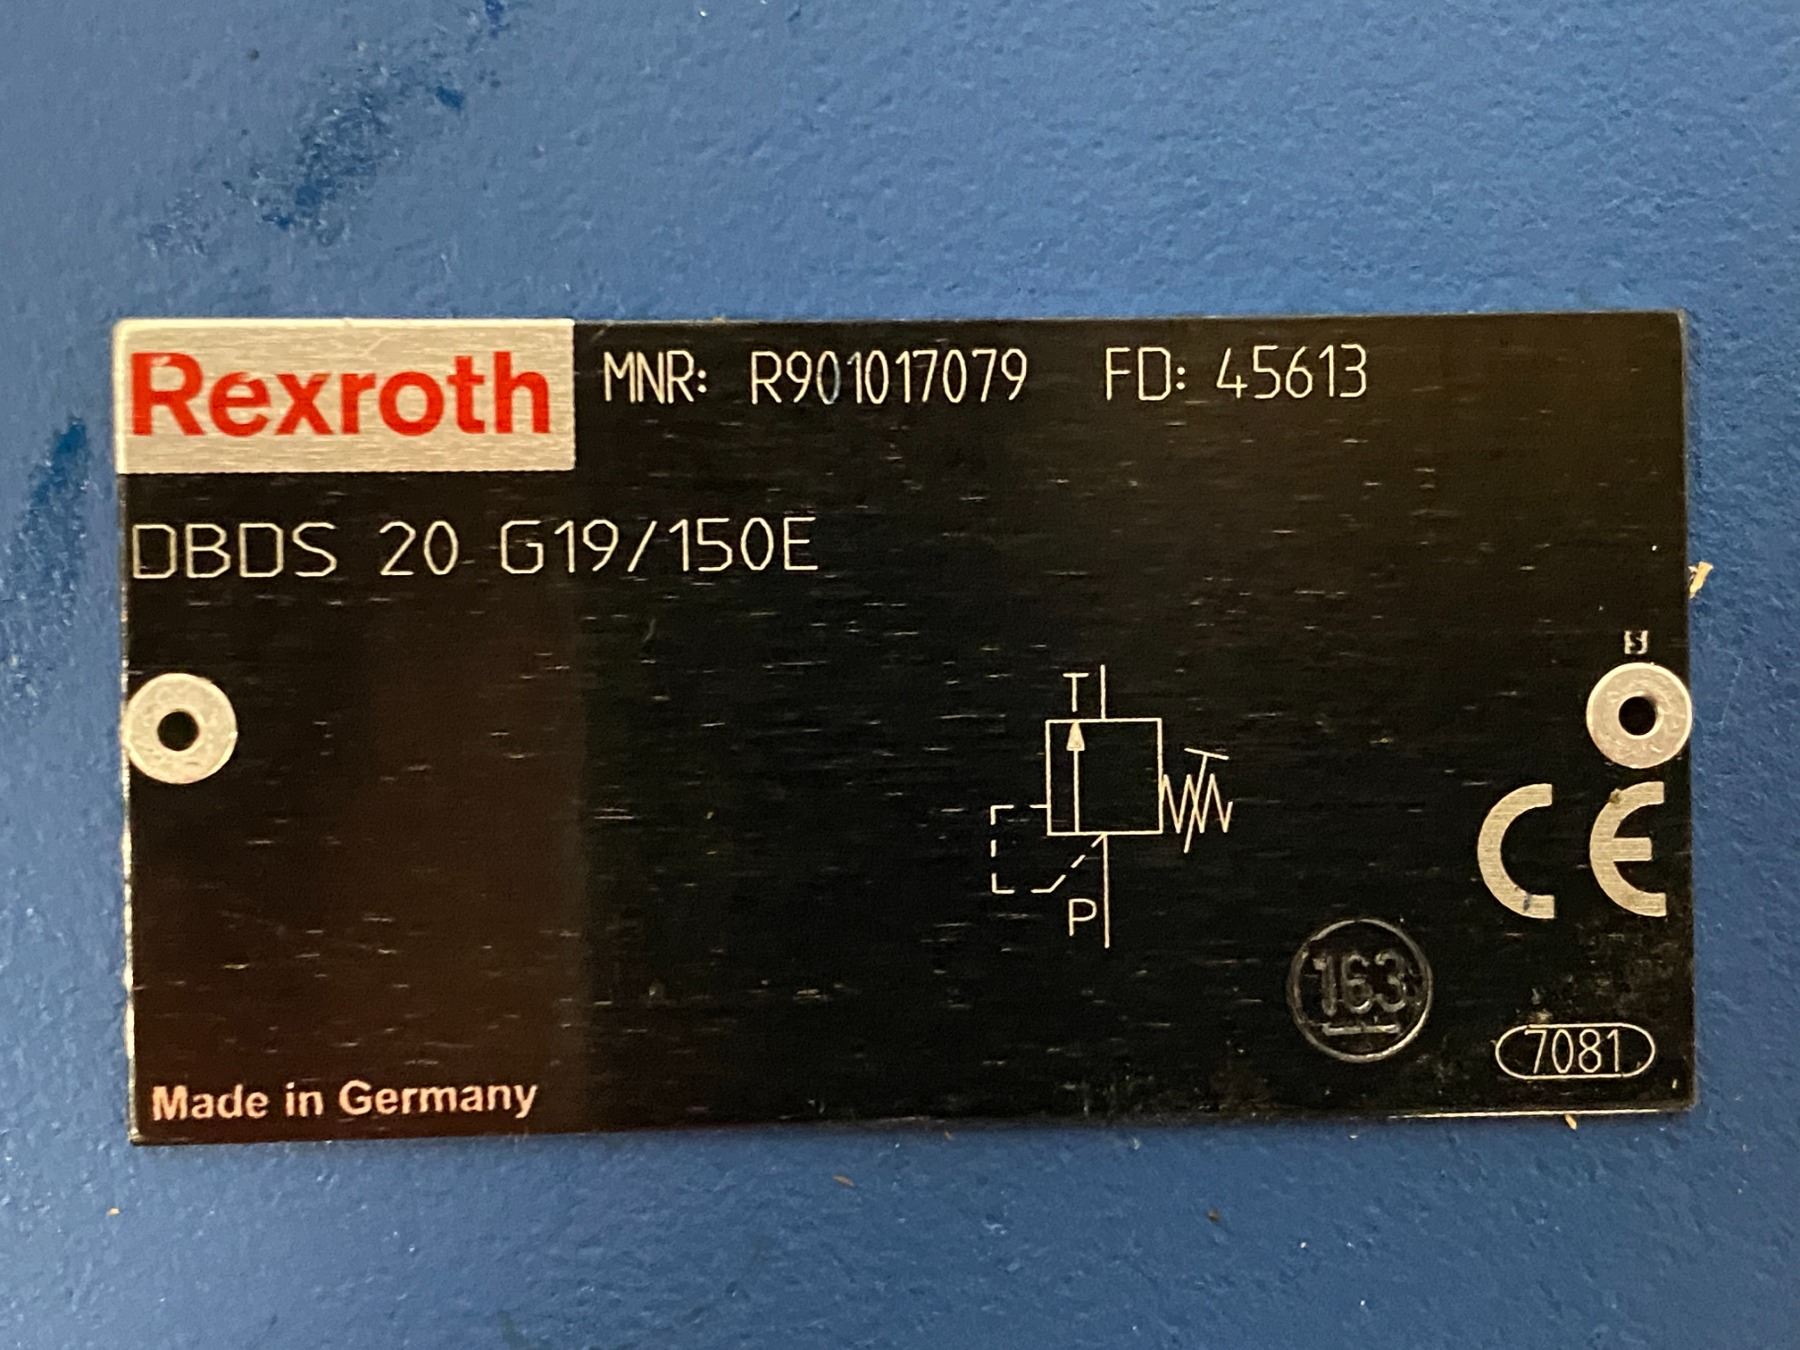 Rexroth MNR: R901017079 FD: 45613
DBDS 20 G19/150E
S
T
P
CE
163
7081
Made in Germany